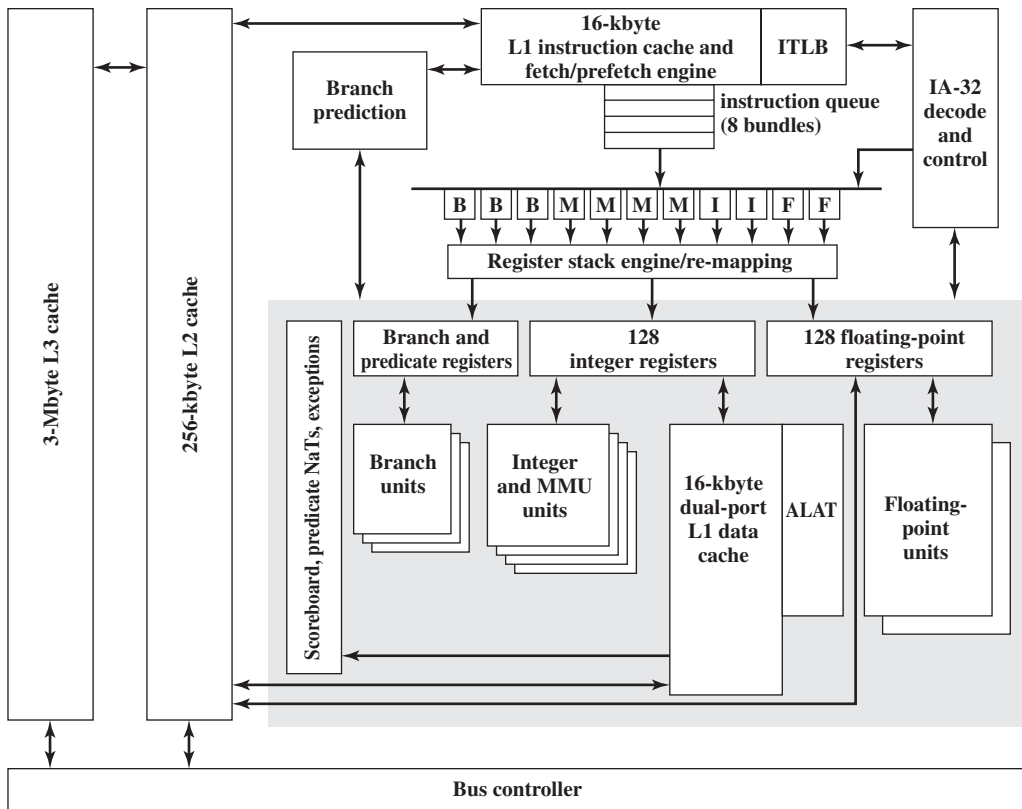 16-kbyte
L1 instruction cache and
fetch/prefetch engine
ITLB
IA-32
decode
and
control
Branch
prediction
instruction queue
(8 bundles)
B B B M M M M I I F F
Register stack engine/re-mapping
3-Mbyte L3 cache
256-kbyte L2 cache
Scoreboard, predicate NaTs, exceptions
Branch and
predicate registers
128
integer registers
128 floating-point
registers
Branch
units
Integer
and MMU
units
16-kbyte
dual-port
L1 data
cache
ALAT
Floating-
point
units
Bus controller